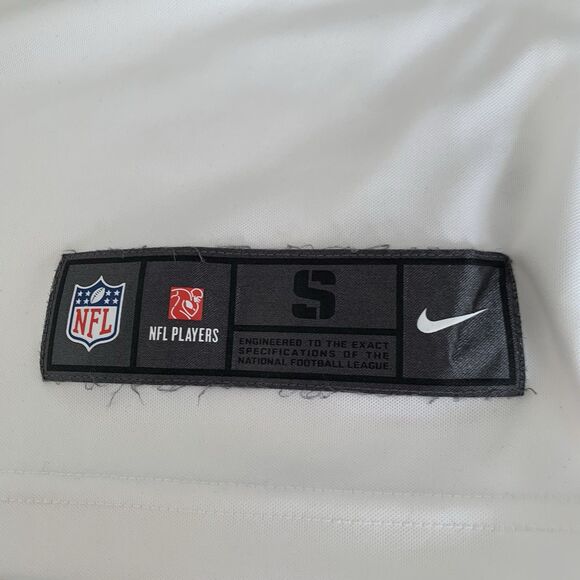 NFL
NFL PLAYERS
S
ENGINEERED TO THE EXACT
SPECIFICATIONS OF THE
NATIONAL FOOTBALL LEAGUE